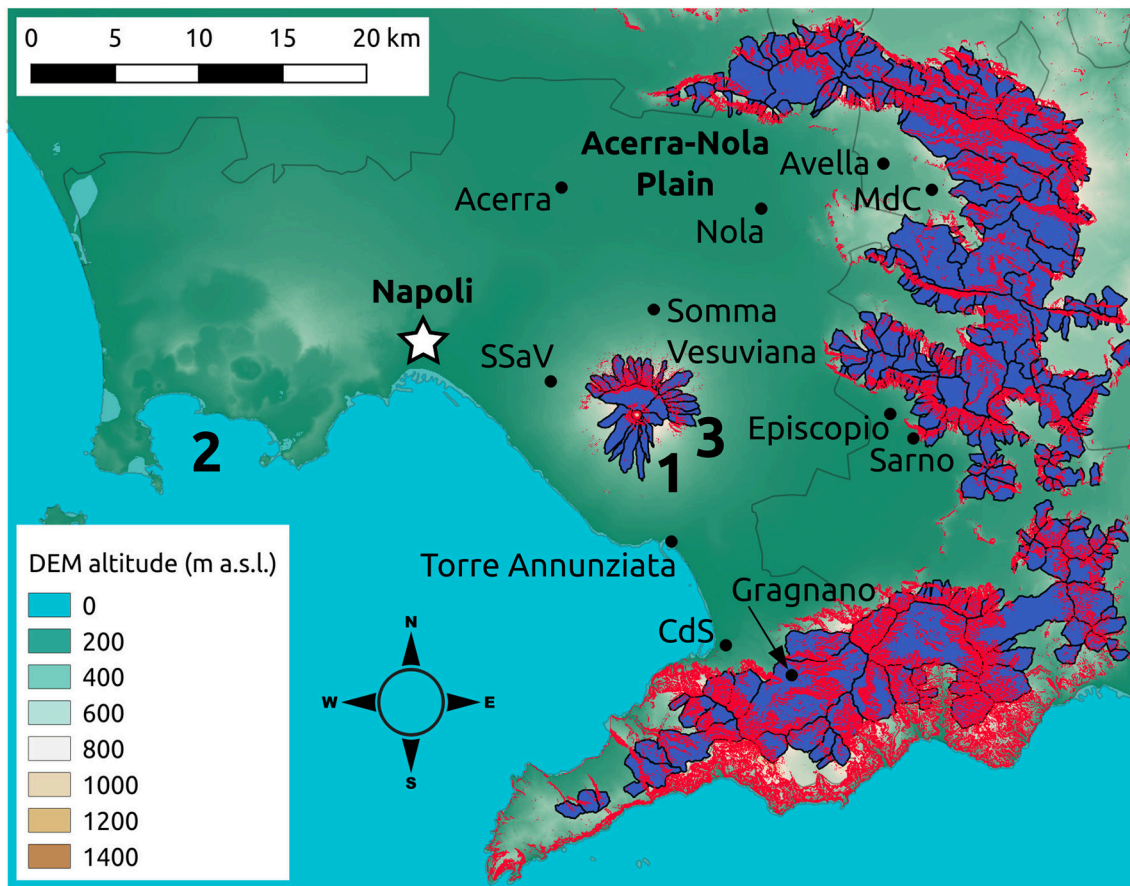 0 5 10 15 20 km
Acerra-Nola
Plain
Avella
MdC
Acerra
Nola
Napoli
Somma
Vesuviana
SSaV
3
Episcopio
2
1
Sarno
DEM altitude (m a.s.l.)
0
200
400
600
800
1000
1200
1400
Torre Annunziata
Gragnano
CdS
N
W E
S